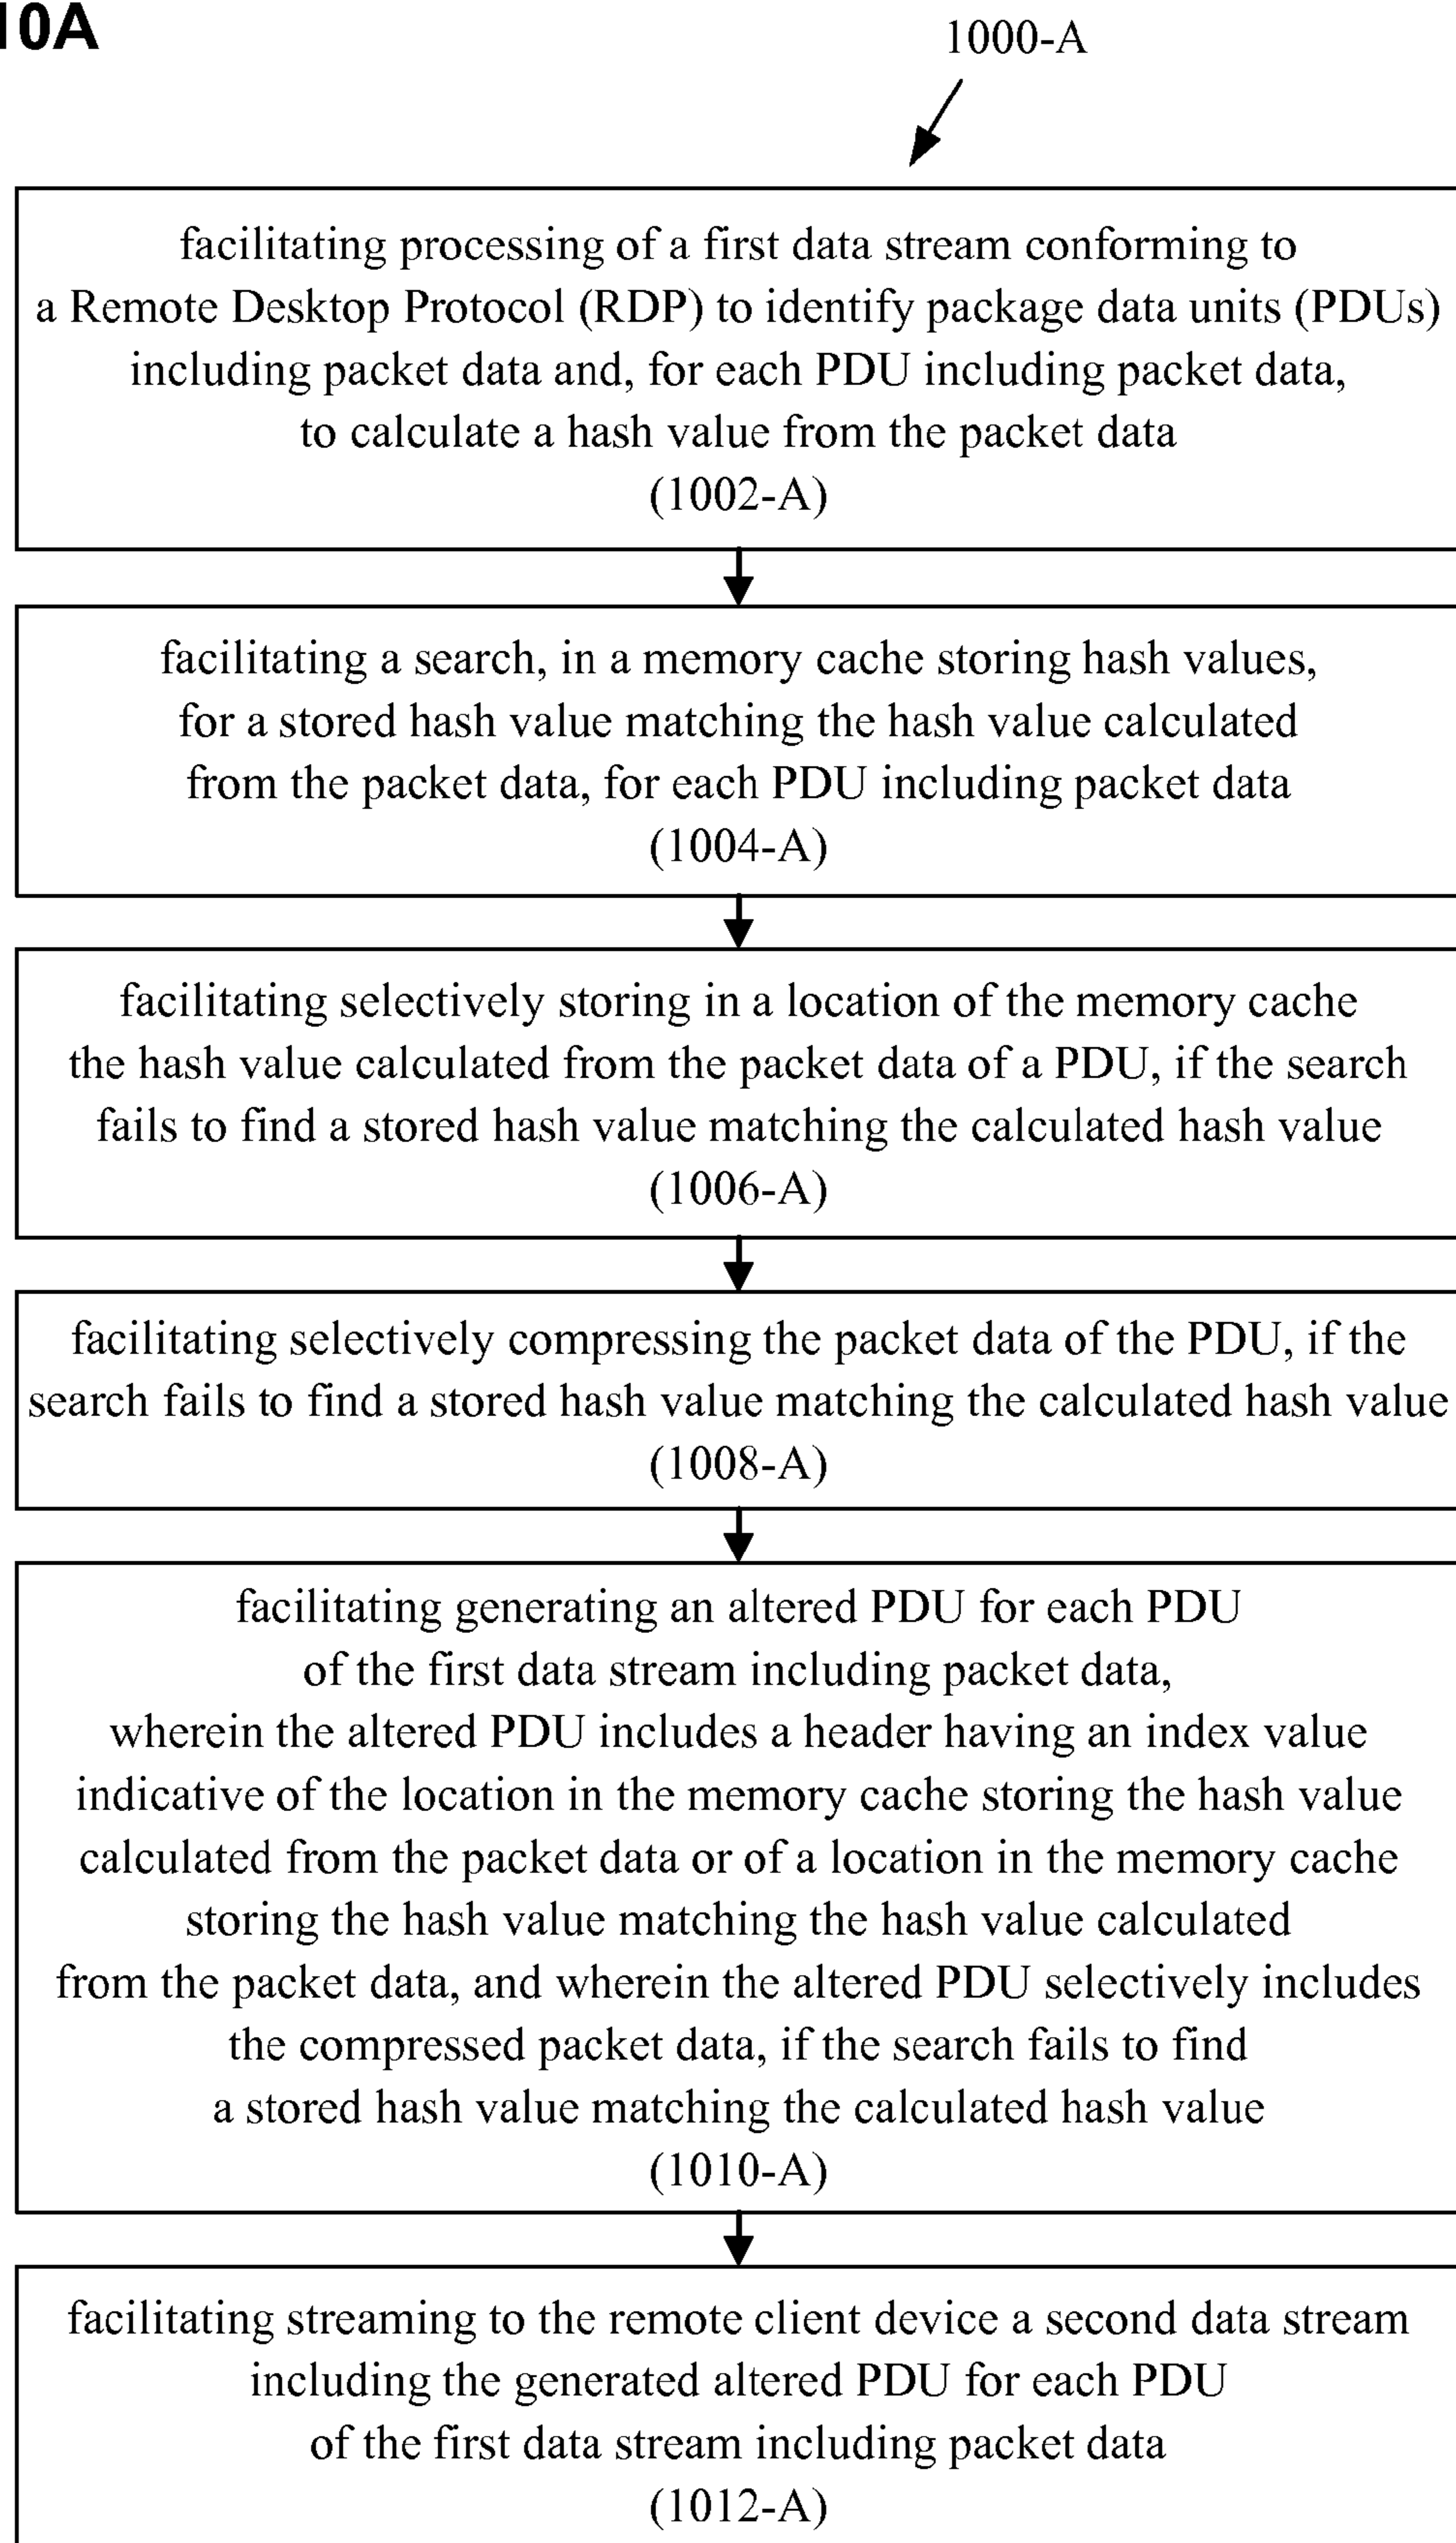 10A
1000-A
facilitating processing of a first data stream conforming to
a Remote Desktop Protocol (RDP) to identify package data units (PDUs)
including packet data and, for each PDU including packet data,
to calculate a hash value from the packet data
(1002-A)
facilitating a search, in a memory cache storing hash values,
for a stored hash value matching the hash value calculated
from the packet data, for each PDU including packet data
(1004-A)
facilitating selectively storing in a location of the memory cache
the hash value calculated from the packet data of a PDU, if the search
fails to find a stored hash value matching the calculated hash value
(1006-A)
facilitating selectively compressing the packet data of the PDU, if the
search fails to find a stored hash value matching the calculated hash value
(1008-A)
facilitating generating an altered PDU for each PDU
of the first data stream including packet data,
wherein the altered PDU includes a header having an index value
indicative of the location in the memory cache storing the hash value
calculated from the packet data or of a location in the memory cache
storing the hash value matching the hash value calculated
from the packet data, and wherein the altered PDU selectively includes
the compressed packet data, if the search fails to find
a stored hash value matching the calculated hash value
(1010-A)
facilitating streaming to the remote client device a second data stream
including the generated altered PDU for each PDU
of the first data stream including packet data
(1012-A)